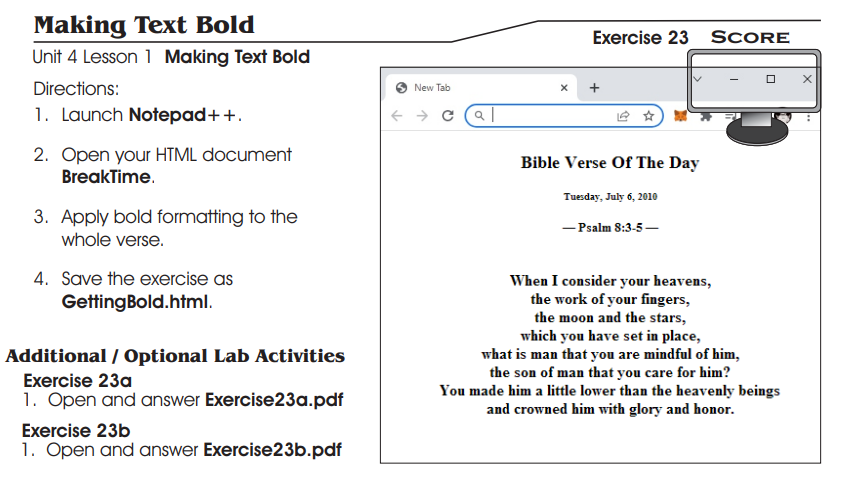 Making Text Bold
Exercise 23 SCORE
Unit 4 Lesson 1 Making Text Bold
Directions:
1. Launch Notepad++.
2. Open your HTML document
BreakTime.
3. Apply bold formatting to the
whole verse.
4. Save the exercise as
GettingBold.html.
Additional / Optional Lab Activities
Exercise 23a
1. Open and answer Exercise23a.pdf
Exercise 23b
1. Open and answer Exercise23b.pdf
New Tab
Bible Verse Of The Day
Tuesday, July 6, 2010
— Psalm 8:3-5 —
When I consider your heavens,
the work of your fingers,
the moon and the stars,
which you have set in place,
what is man that you are mindful of him,
the son of man that you care for him?
You made him a little lower than the heavenly beings
and crowned him with glory and honor.